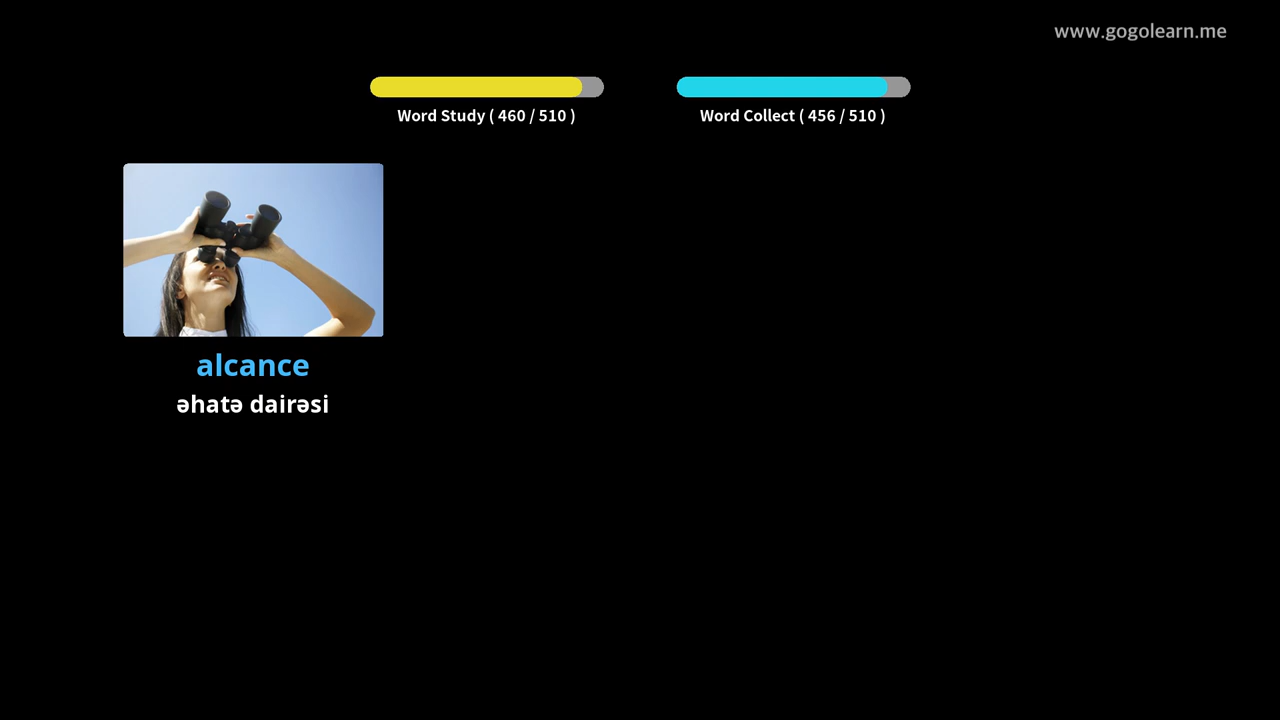 www.gogolearn.me
Word Study ( 460 / 510 )
Word Collect ( 456 / 510 )
alcance
əhatə dairəsi